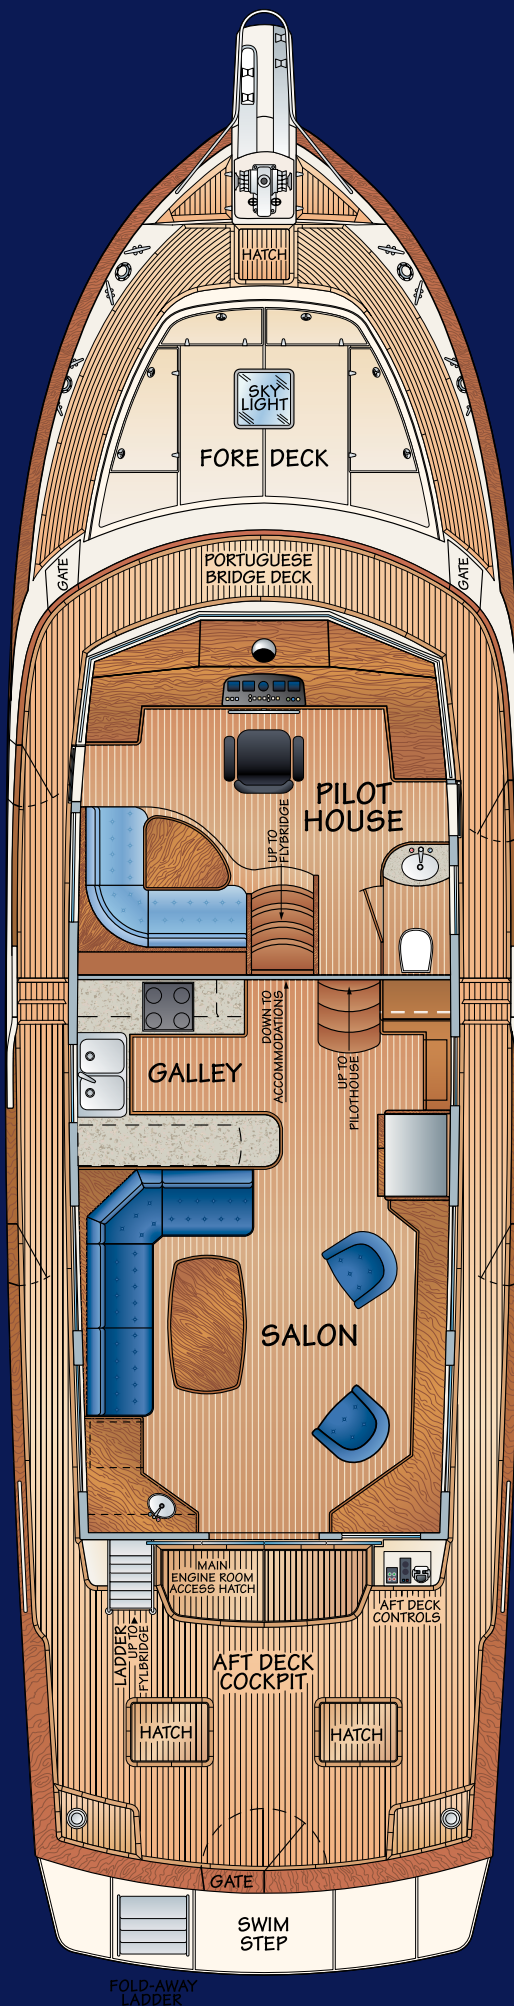 HATCH
SKY
LIGHT
FORE DECK
GATE
PORTUGUESE
BRIDGE DECK
GATE
PILOT
HOUSE
UP TO
FLYBRIDGE
DOWN TO
ACCOMMODATIONS
GALLEY
UP TO
PILOTHOUSE
SALON
MAIN
ENGINE ROOM
ACCESS HATCH
AFT DECK
CONTROLS
LADDER
UP TO
FYLBRIDGE
AFT DECK
COCKPIT
HATCH
HATCH
GATE
SWIM
STEP
FOLD-AWAY
LADDER